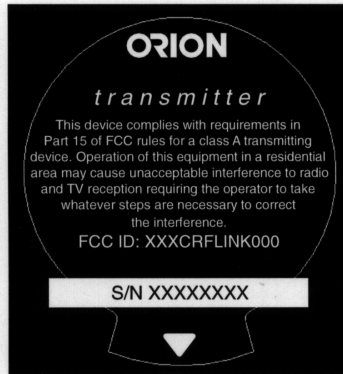 ORION
transmitter
This device complies with requirements in
Part 15 of FCC rules for a class A transmitting
device. Operation of this equipment in a residential
area may cause unacceptable interference to radio
and TV reception requiring the operator to take
whatever steps are necessary to correct
the interference.
FCC ID: XXXCRFLINK000
S/N XXXXXXXX